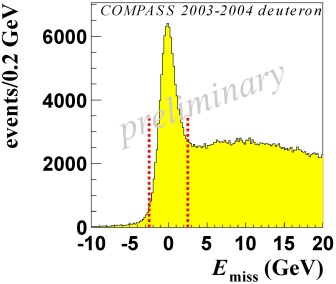 COMPASS 2003-2004 deuteron
events/0.2 GeV
6000
4000
2000
0
preliminary
-10 -5 0 5 10 15 20
Emiss (GeV)